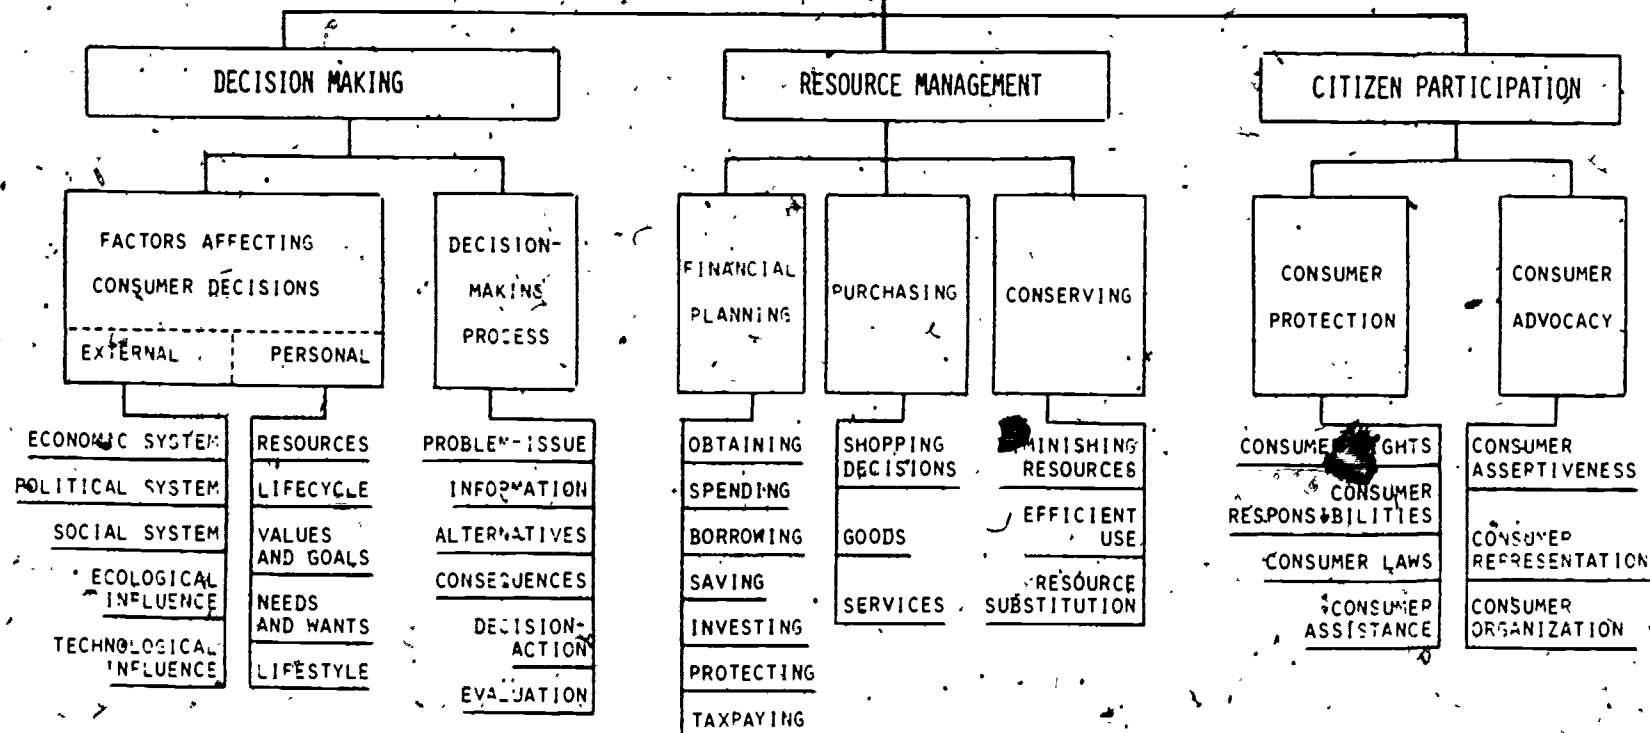 DECISION MAKING
RESOURCE MANAGEMENT
CITIZEN PARTICIPATION
FACTORS AFFECTING
CONSUMER DECISIONS
EXTERNAL
PERSONAL
DECISION-
MAKING
PROCESS
FINANCIAL
PLANNING
PURCHASING
CONSERVING
CONSUMER
PROTECTION
CONSUMER
ADVOCACY
ECONOMIC SYSTEM
POLITICAL SYSTEM
SOCIAL SYSTEM
ECOLOGICAL
INFLUENCE
TECHNOLOGICAL
INFLUENCE
RESOURCES
LIFECYCLE
VALUES
AND GOALS
NEEDS
AND WANTS
LIFESTYLE
PROBLEM-ISSUE
INFORMATION
ALTERNATIVES
CONSEQUENCES
DECISION-
ACTION
EVALUATION
OBTAINING
SPENDING
BORROWING
SAVING
INVESTING
PROTECTING
TAXPAYING
SHOPPING
DECISIONS
GOODS
SERVICES
RESOURCES
EFFICIENT
USE
RESOURCE
SUBSTITUTION
CONSUMER
CONSUMER
RESPONSIBILITIES
CONSUMER LAWS
CONSUMER
ASSISTANCE
CONSUMER
ASSERTIVENESS
CONSUMER
REPRESENTATION
CONSUMER
ORGANIZATION